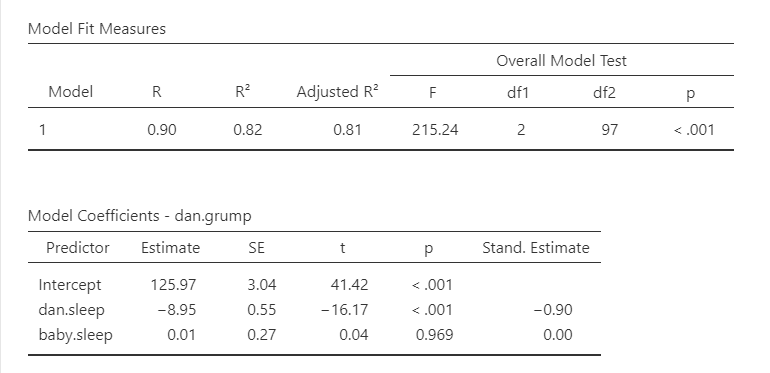 Model Fit Measures
Overall Model Test
Model R R² Adjusted R² F df1 df2 p
1 0.90 0.82 0.81 215.24 2 97 < .001
Model Coefficients - dan.grump
Predictor Estimate SE t p Stand. Estimate
Intercept 125.97 3.04 41.42 < .001
dan.sleep −8.95 0.55 −16.17 < .001 −0.90
baby.sleep 0.01 0.27 0.04 0.969 0.00